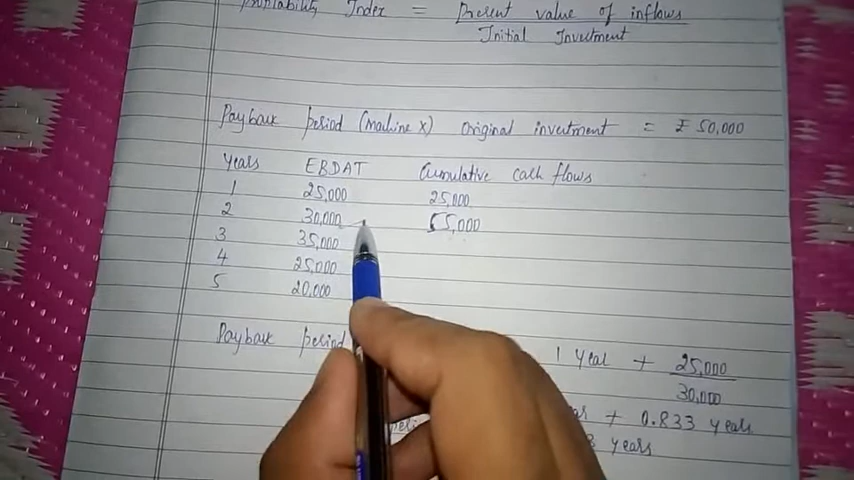 Profitability Index = Present value of inflows
Initial Investment
Payback period (Machine X) Original investment = ₹ 50,000
Years EBDAT Cumulative cash flows
1 25,000 25,000
2 30,000 55,000
3 35,000
4 25,000
5 20,000
Payback period 1 year + 25,000
30,000
+ 0.833 years
years